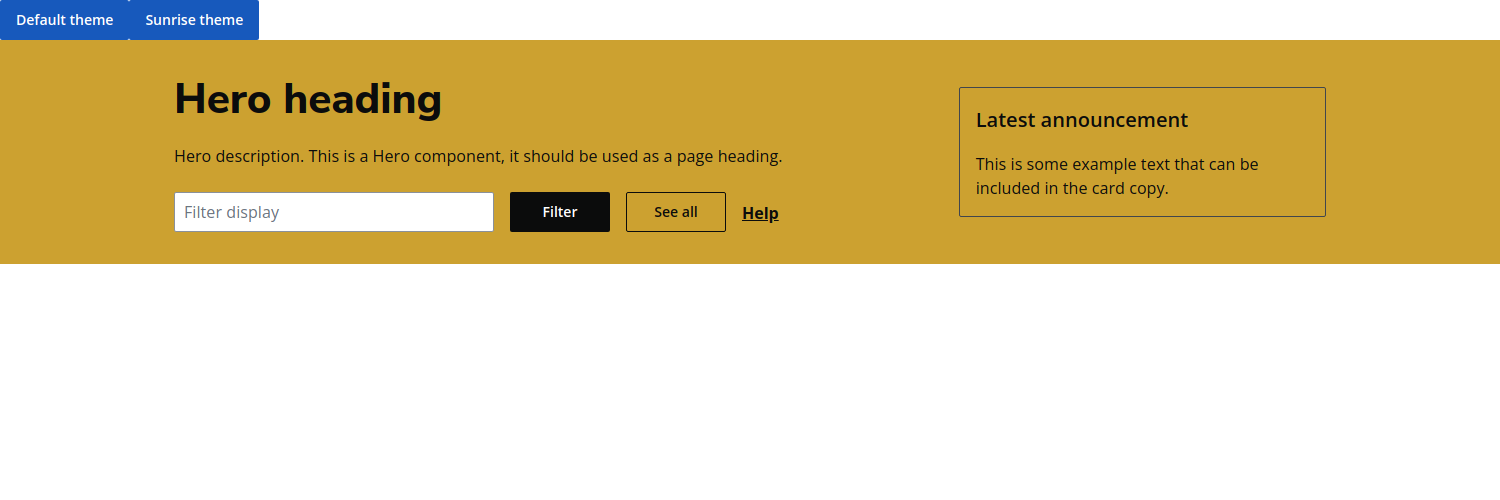 Default theme
Sunrise theme
Hero heading
Hero description. This is a Hero component, it should be used as a page heading.
Filter display
Filter
See all
Help
Latest announcement
This is some example text that can be
included in the card copy.